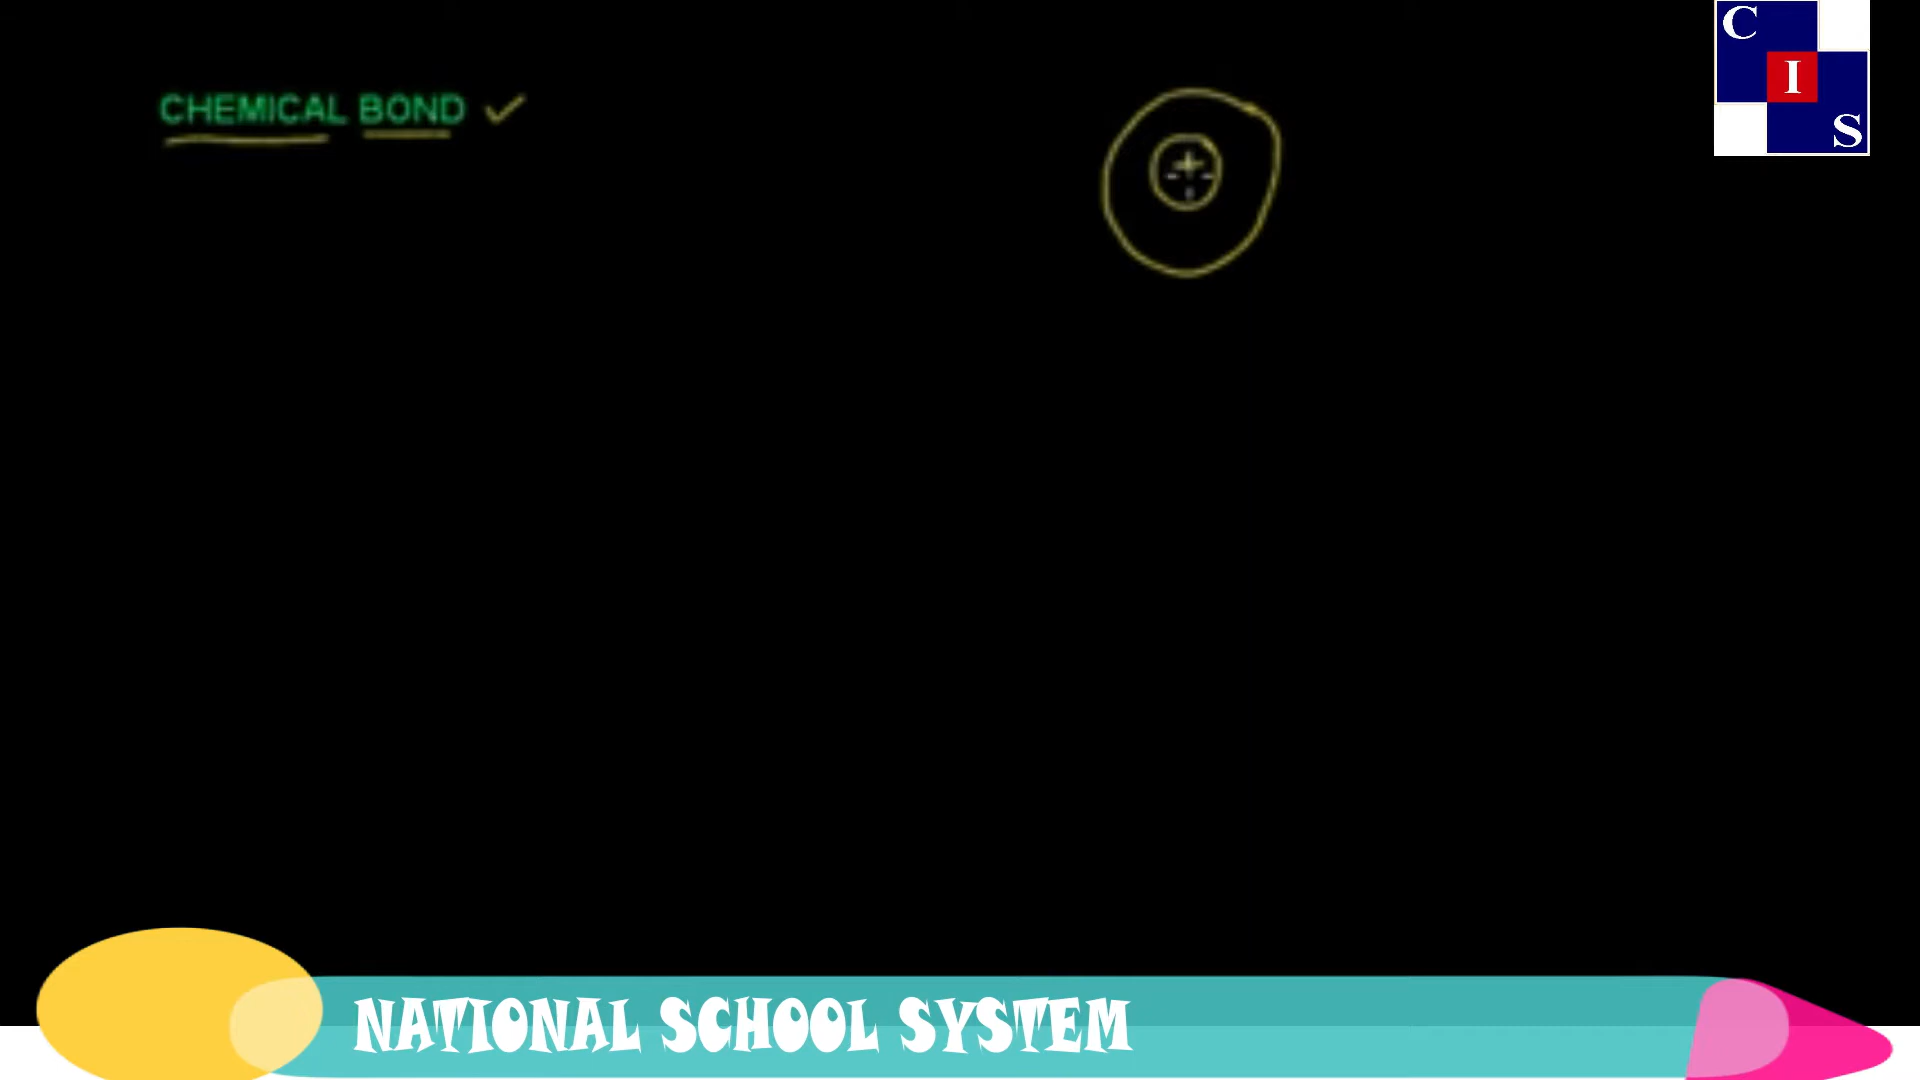 CHEMICAL BOND ✓
+
C
I
S
NATIONAL SCHOOL SYSTEM